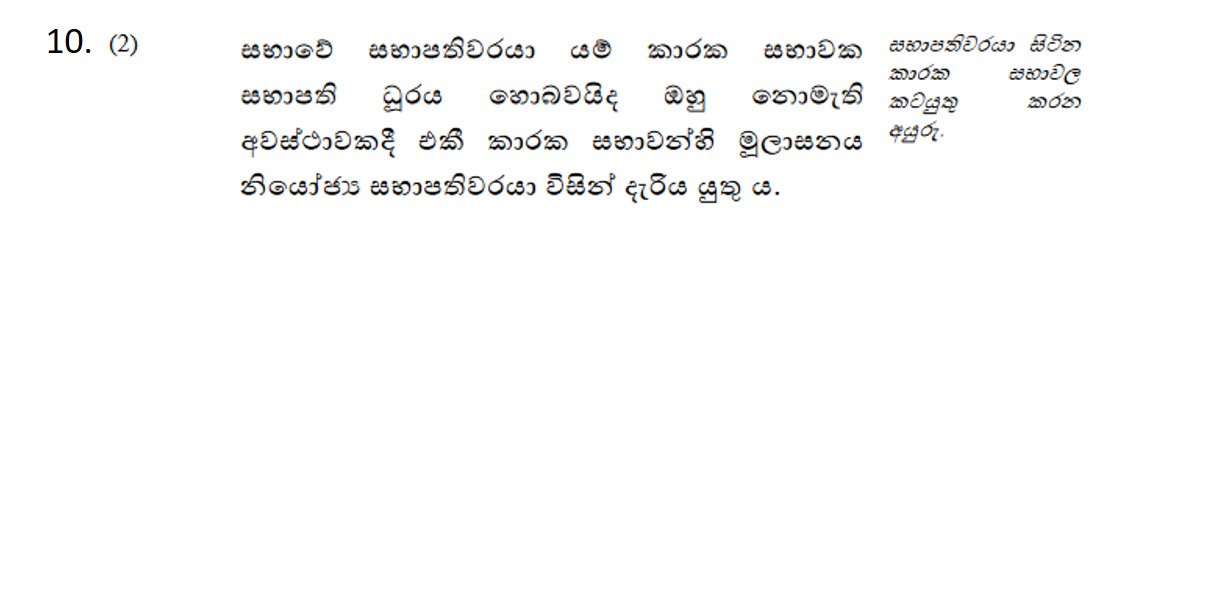 10. (2)
සභාවේ සභාපතිවරයා යම් කාරක සභාවක
සභාපති ධූරය හොබවයිද ඔහු නොමැති
අවස්ථාවකදී එකී කාරක සභාවන්හි මූලාසනය
නියෝජ්‍ය සභාපතිවරයා විසින් දැරිය යුතු ය.
සභාපතිවරයා සිටින
කාරක සභාවල
කටයුතු කරන
අයුරු.